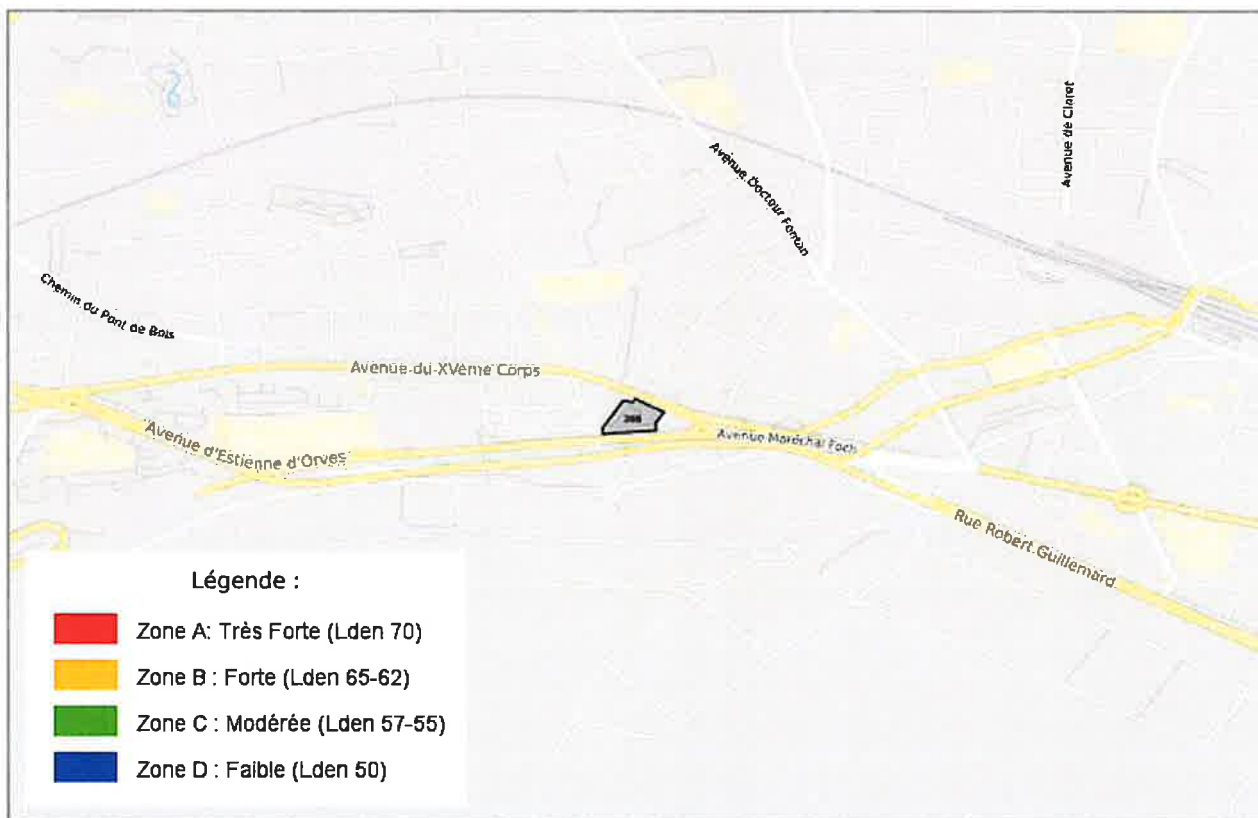 Avenue de Claret
Avenue Docteur Fontan
Chemin du Pont de Bois
Avenue du XVème Corps
Avenue d'Estienne d'Orves
Avenue Maréchal Foch
Rue Robert Guillemard
Légende :
Zone A: Très Forte (Lden 70)
Zone B : Forte (Lden 65-62)
Zone C : Modérée (Lden 57-55)
Zone D : Faible (Lden 50)